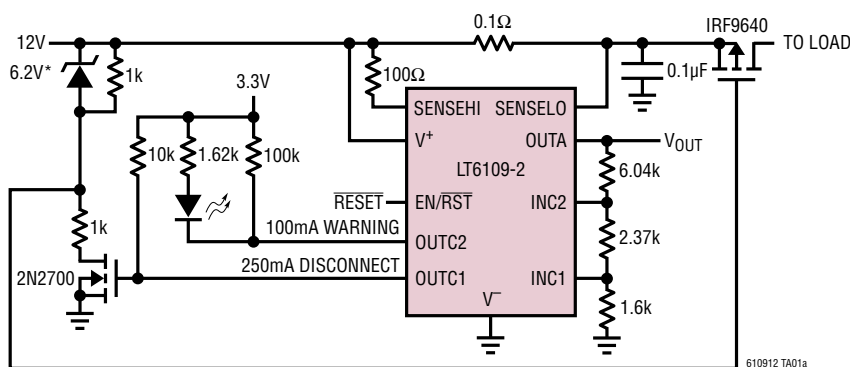 0.1Ω
IRF9640
12V
TO LOAD
6.2V*
1k
100Ω
0.1µF
3.3V
SENSEHI
SENSELO
V+
OUTA
VOUT
10k
1.62k
100k
LT6109-2
6.04k
RESET
EN/RST
INC2
100mA WARNING
OUTC2
1k
2.37k
250mA DISCONNECT
OUTC1
INC1
2N2700
V–
1.6k
610912 TA01a